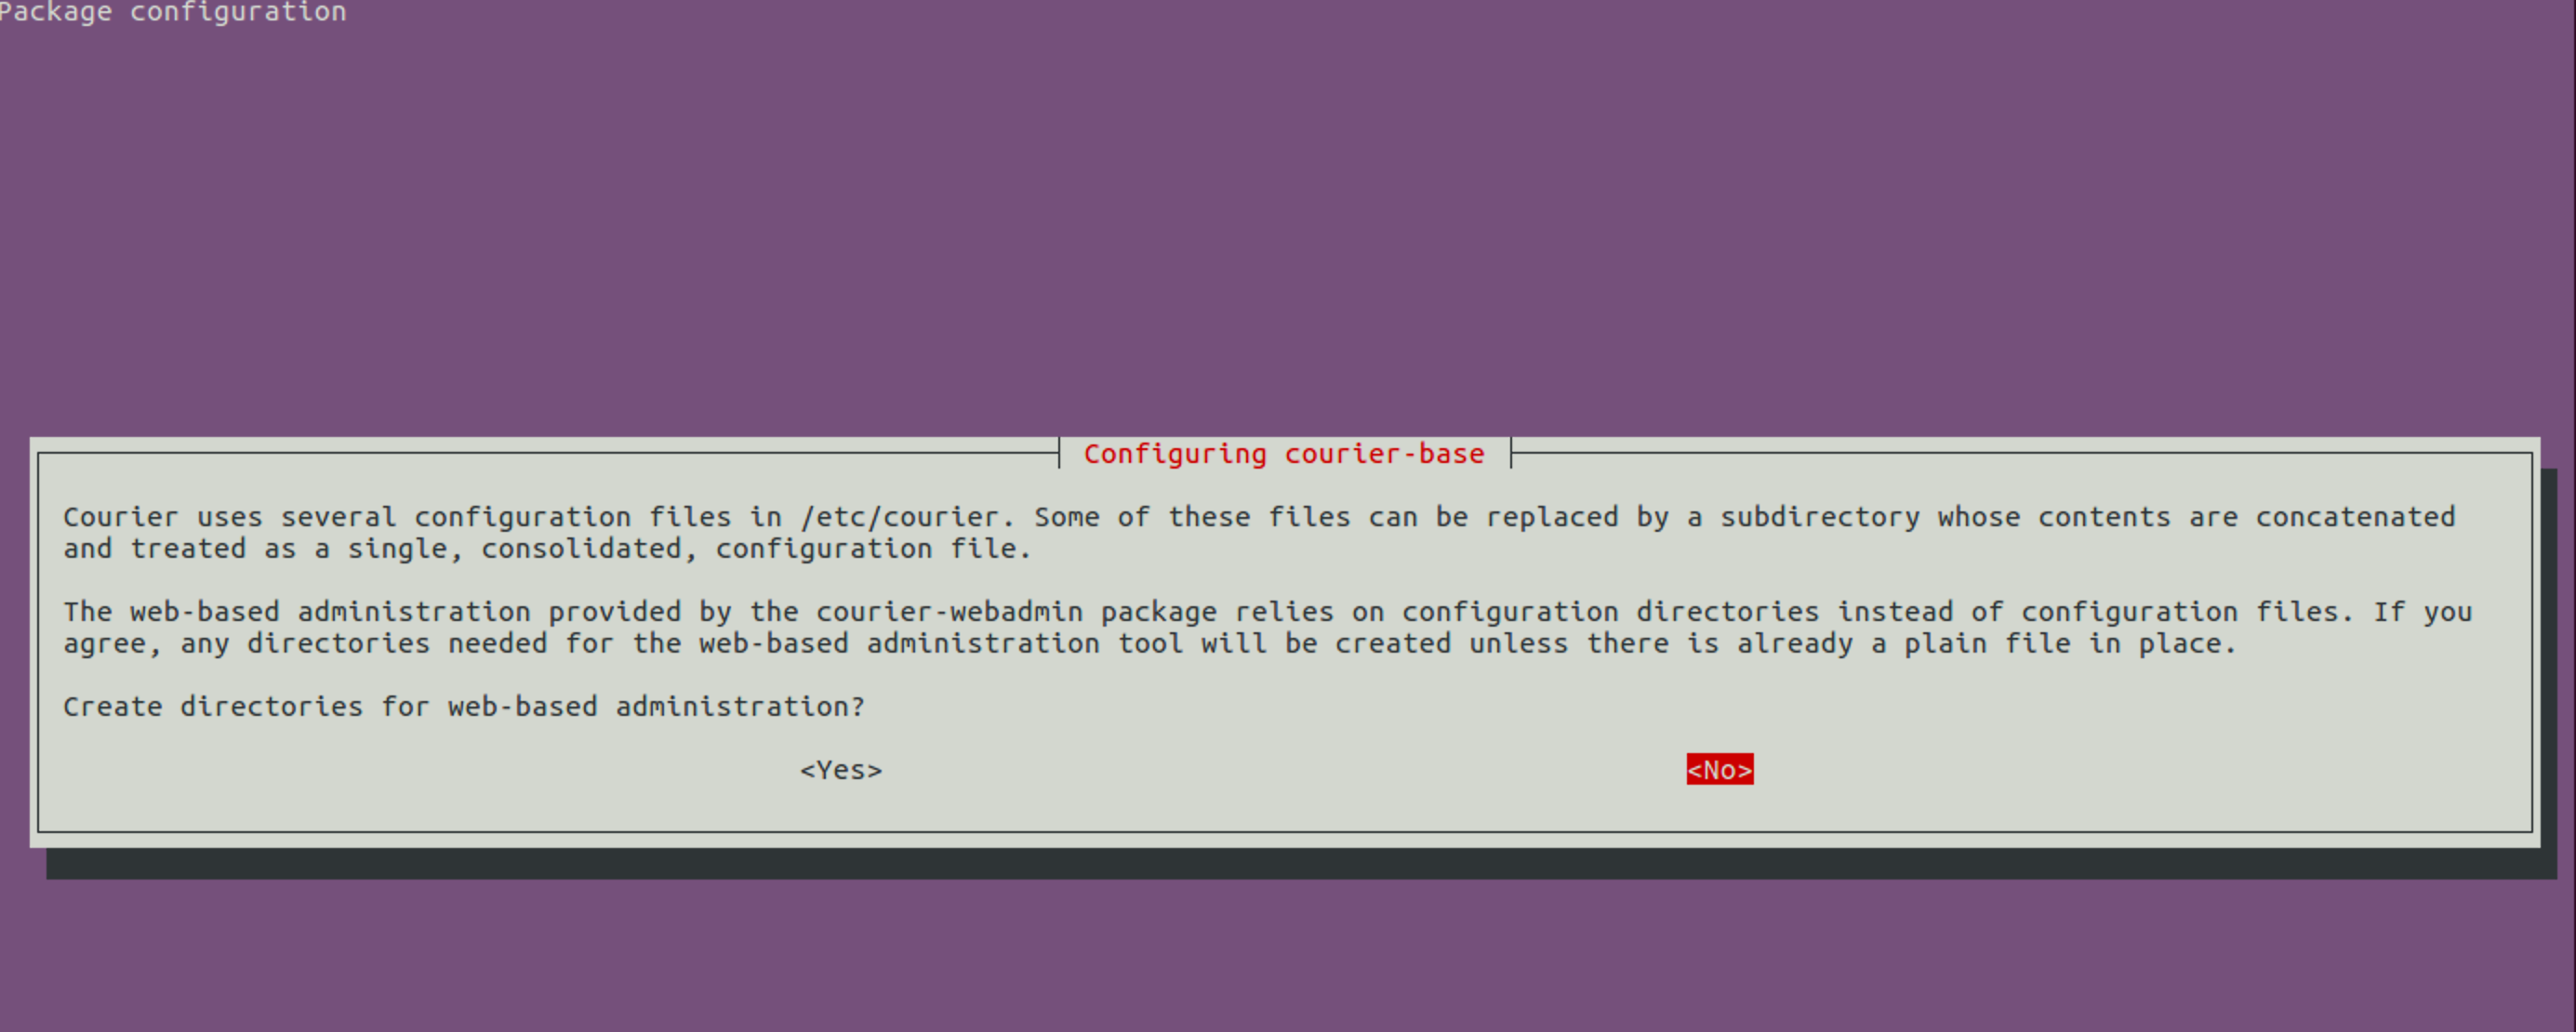 Package configuration
Configuring courier-base
Courier uses several configuration files in /etc/courier. Some of these files can be replaced by a subdirectory whose contents are concatenated
and treated as a single, consolidated, configuration file.
The web-based administration provided by the courier-webadmin package relies on configuration directories instead of configuration files. If you
agree, any directories needed for the web-based administration tool will be created unless there is already a plain file in place.
Create directories for web-based administration?
<Yes> <No>